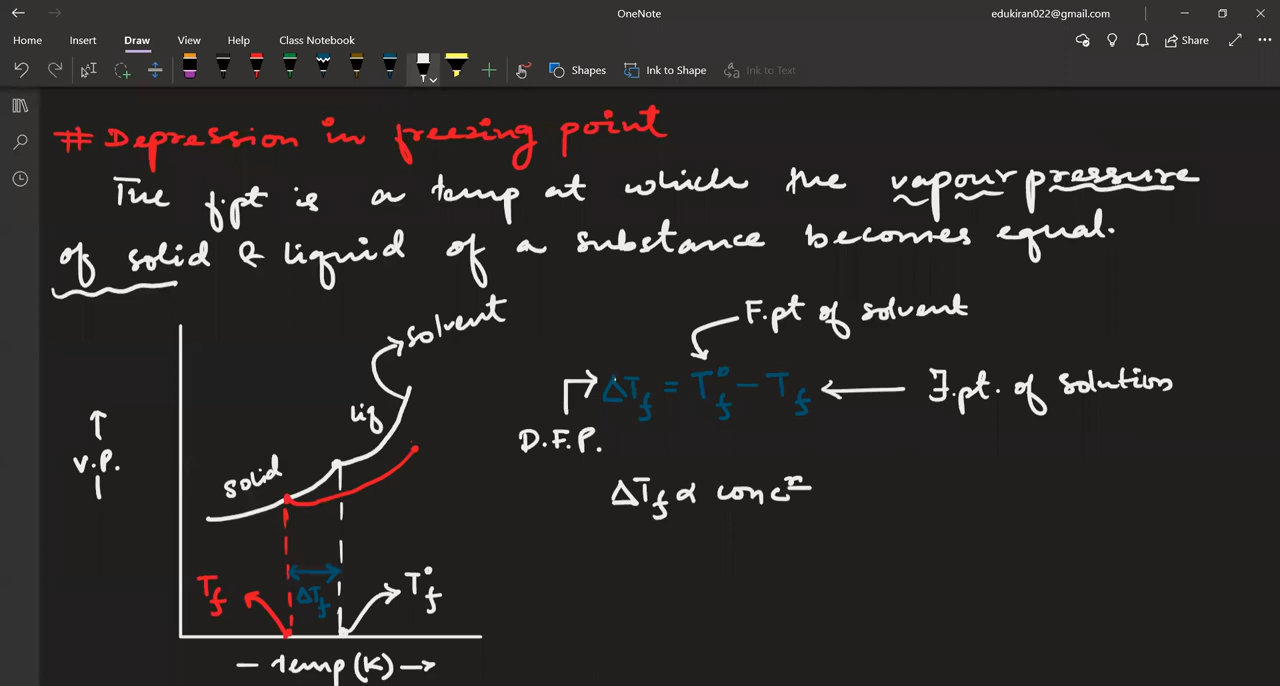 OneNote
edukiran022@gmail.com
Home Insert Draw View Help Class Notebook
Share
Shapes Ink to Shape Ink to Text
# Depression in freezing point
The f.pt is a temp at which the vapour pressure
of solid & liquid of a substance becomes equal.
solvent
F.pt of solvent
liq
ΔTf = T°f − Tf
F.pt. of solution
D.F.P.
V.P.
solid
ΔTf α concⁿ
Tf
ΔTf
T°f
temp (K)